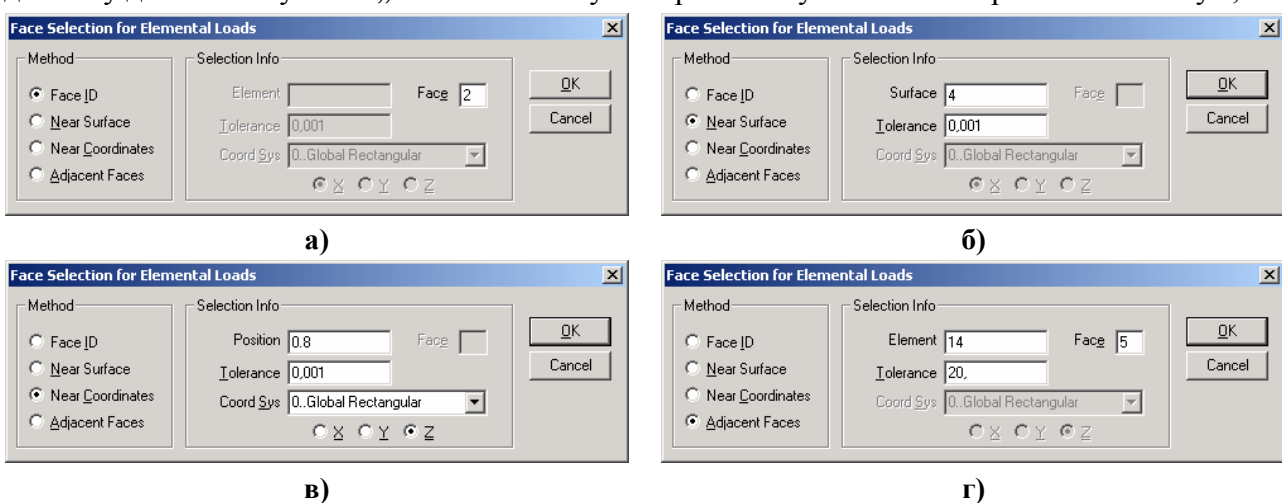 Face Selection for Elemental Loads
Method
Face ID
Near Surface
Near Coordinates
Adjacent Faces
Selection Info
Element
Face 2
Tolerance 0,001
Coord Sys 0..Global Rectangular
X Y Z
OK
Cancel
а)
Face Selection for Elemental Loads
Method
Face ID
Near Surface
Near Coordinates
Adjacent Faces
Selection Info
Surface 4
Face
Tolerance 0,001
Coord Sys 0..Global Rectangular
X Y Z
OK
Cancel
б)
Face Selection for Elemental Loads
Method
Face ID
Near Surface
Near Coordinates
Adjacent Faces
Selection Info
Position 0.8
Face
Tolerance 0,001
Coord Sys 0..Global Rectangular
X Y Z
OK
Cancel
в)
Face Selection for Elemental Loads
Method
Face ID
Near Surface
Near Coordinates
Adjacent Faces
Selection Info
Element 14
Face 5
Tolerance 20,
Coord Sys 0..Global Rectangular
X Y Z
OK
Cancel
г)